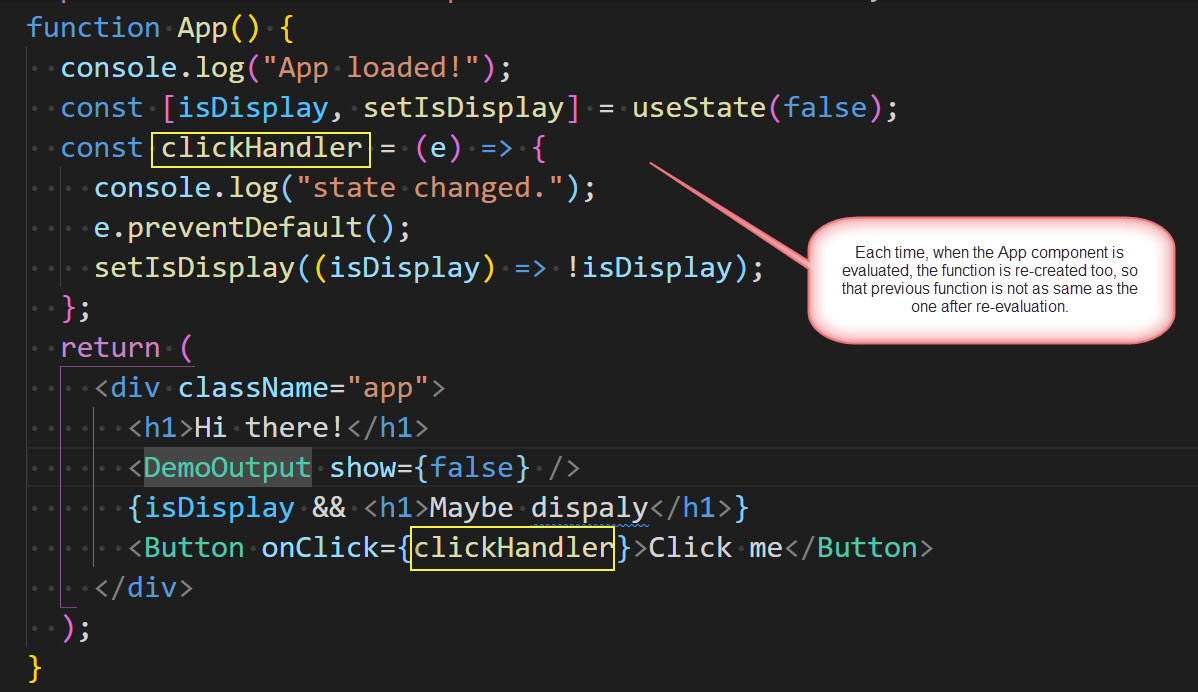 function App() {
  console.log("App loaded!");
  const [isDisplay, setIsDisplay] = useState(false);
  const clickHandler = (e) => {
    console.log("state changed.");
    e.preventDefault();
    setIsDisplay((isDisplay) => !isDisplay);
  };
  return (
    <div className="app">
      <h1>Hi there!</h1>
      <DemoOutput show={false} />
      {isDisplay && <h1>Maybe dispaly</h1>}
      <Button onClick={clickHandler}>Click me</Button>
    </div>
  );
}
Each time, when the App component is
evaluated, the function is re-created too, so
that previous function is not as same as the
one after re-evaluation.